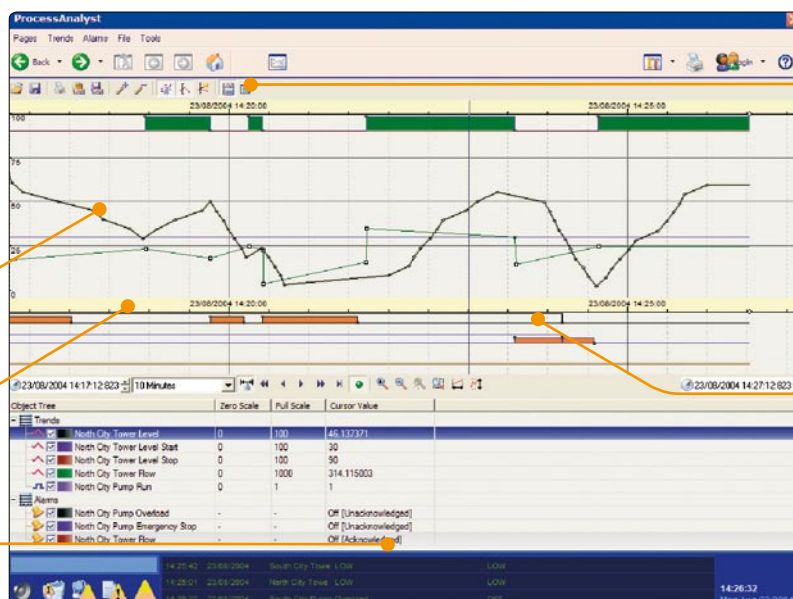 ProcessAnalyst
Pages Trends Alarms File Tools
Back
23/08/2004 14:20:00 23/08/2004 14:25:00
100
75
50
25
0
23/08/2004 14:20:00 23/08/2004 14:25:00
23/08/2004 14:17:12 823 10 Minutes 23/08/2004 14:27:12 823
Object Tree Zero Scale Full Scale Cursor Value
Trends
North City Tower Level 0 100 46.137371
North City Tower Level Start 0 100 30
North City Tower Level Stop 0 100 90
North City Tower Flow 0 1000 314.115003
North City Pump Run 0 1 1
Alarms
North City Pump Overload - - Off [Unacknowledged]
North City Pump Emergency Stop - - Off [Unacknowledged]
North City Tower Flow - - Off [Acknowledged]
14:25:42 23/08/2004 South City Towe LOW LOW
14:25:01 23/08/2004 North City Towe LOW LOW
14:26:32